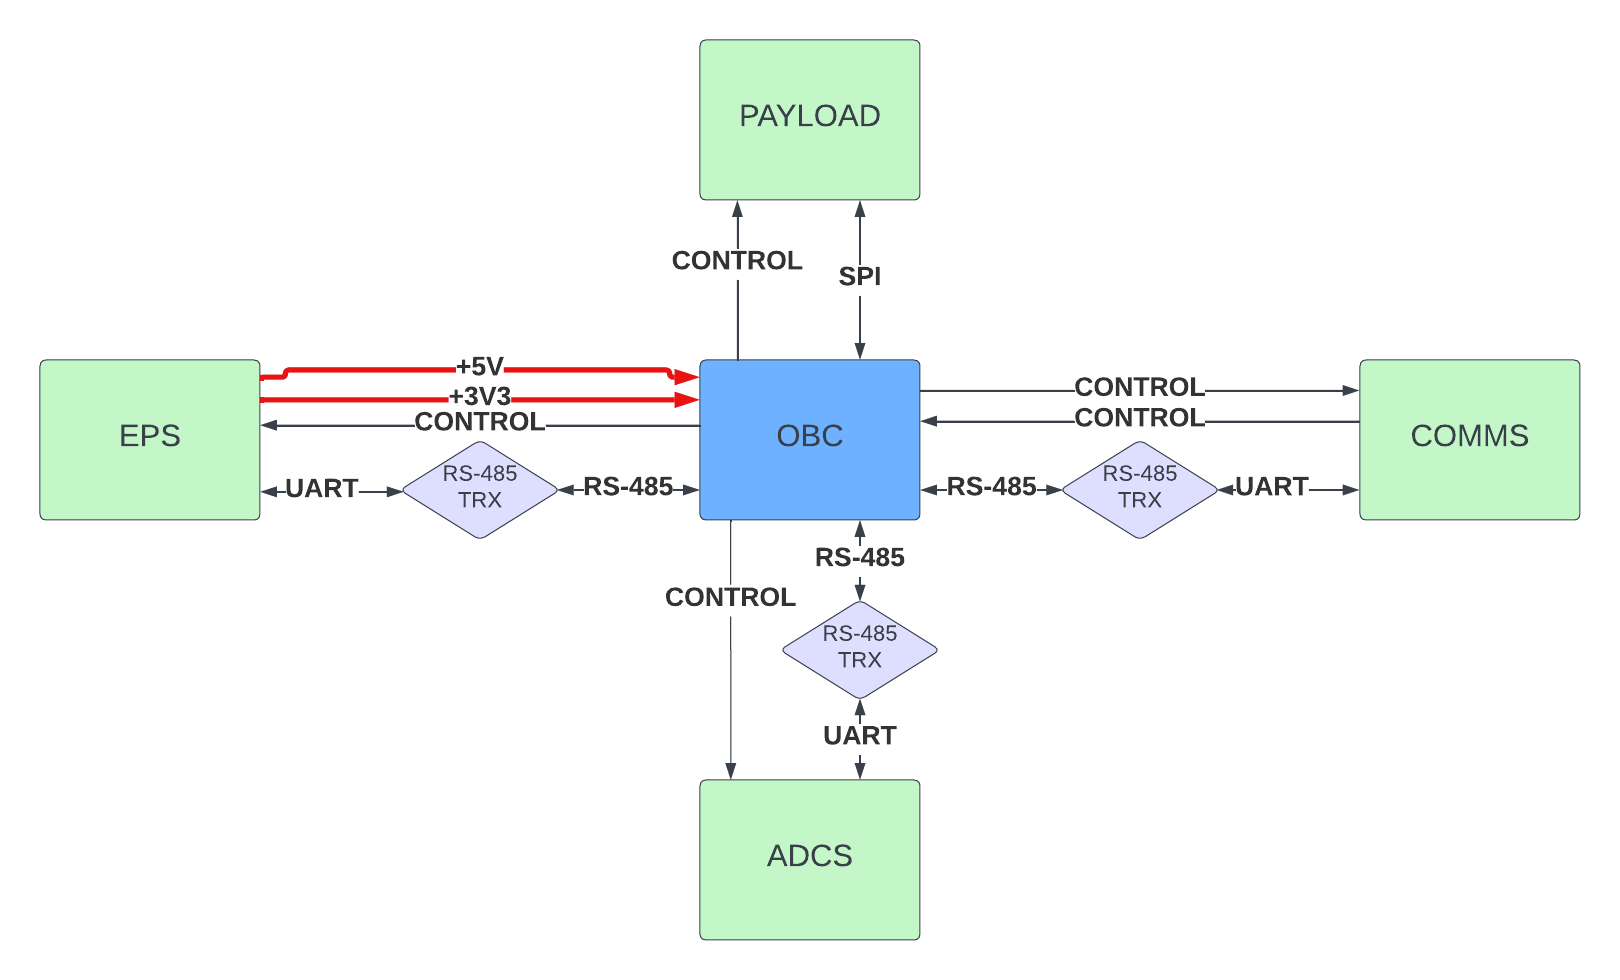 PAYLOAD
CONTROL
SPI
+5V
+3V3
CONTROL
EPS
UART
RS-485
TRX
RS-485
OBC
CONTROL
CONTROL
COMMS
RS-485
RS-485
TRX
UART
RS-485
CONTROL
RS-485
TRX
UART
ADCS